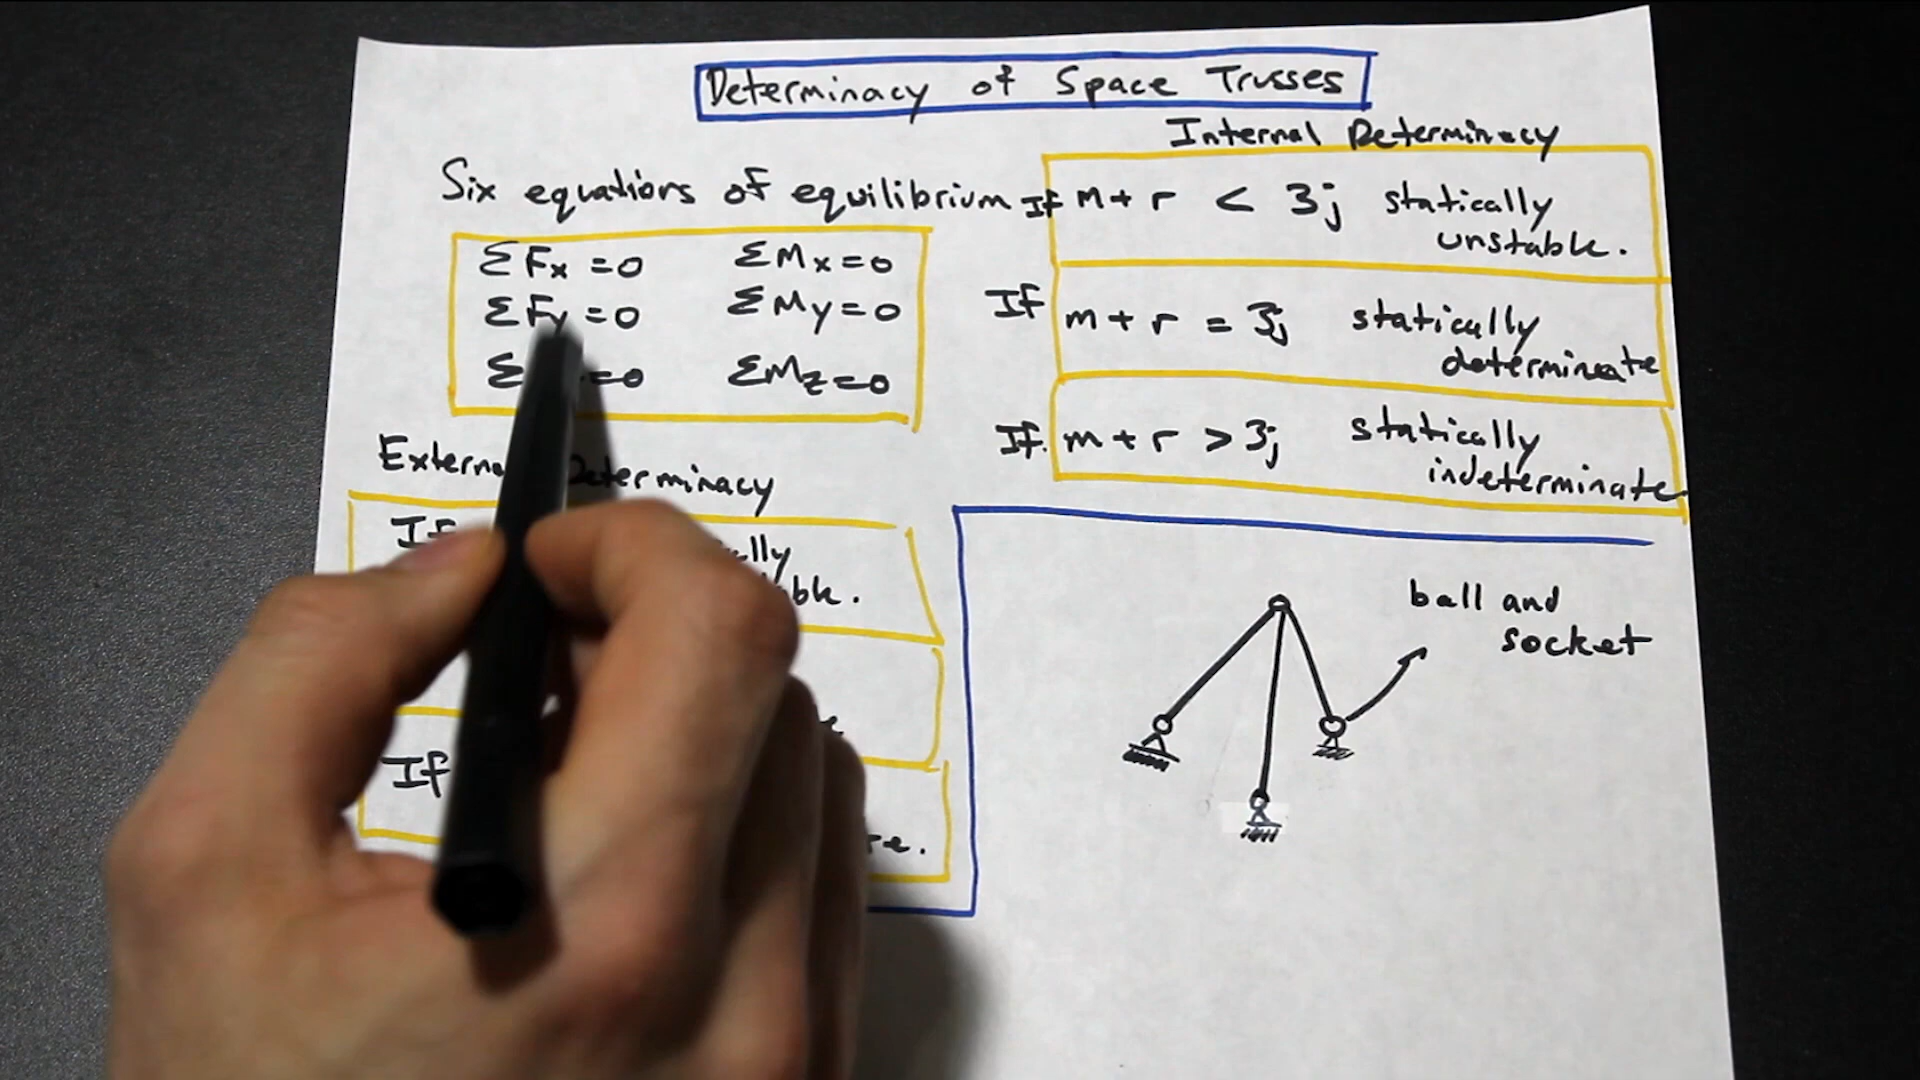 Determinacy of Space Trusses
Internal Determinacy
Six equations of equilibrium
ΣFx=0 ΣMx=0
ΣFy=0 ΣMy=0
Σ =0 ΣMz=0
If m+r < 3j statically
unstable.
If m+r = 3j statically
determinate
If m+r >3j statically
indeterminate
Determinacy
If
If
ball and
socket